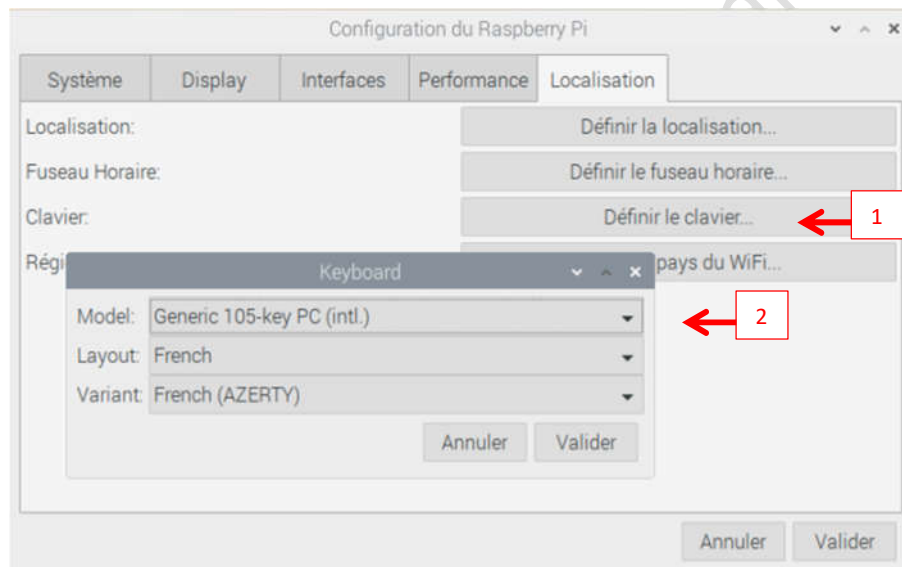 Configuration du Raspberry Pi
Système Display Interfaces Performance Localisation
Localisation: Définir la localisation...
Fuseau Horaire: Définir le fuseau horaire...
Clavier: Définir le clavier... 1
Régi pays du WiFi...
Keyboard
Model: Generic 105-key PC (intl.) 2
Layout: French
Variant: French (AZERTY)
Annuler Valider
Annuler Valider